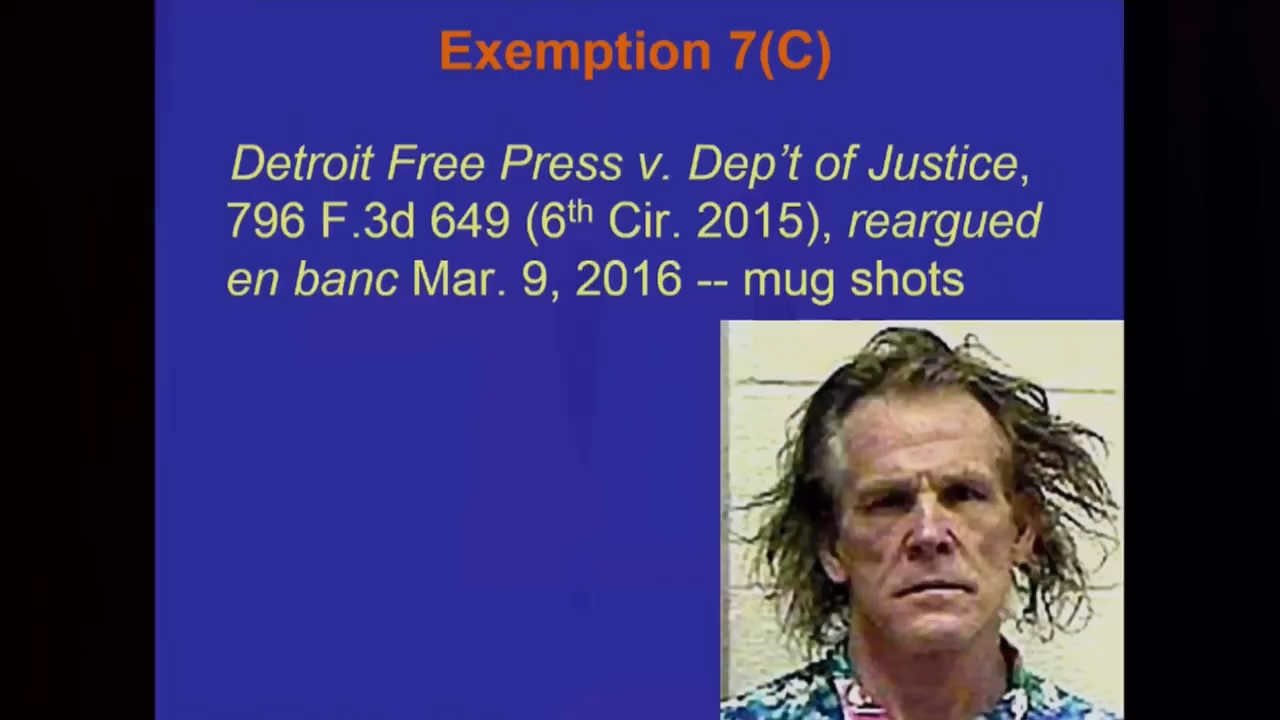 Exemption 7(C)
Detroit Free Press v. Dep’t of Justice,
796 F.3d 649 (6th Cir. 2015), reargued
en banc Mar. 9, 2016 -- mug shots